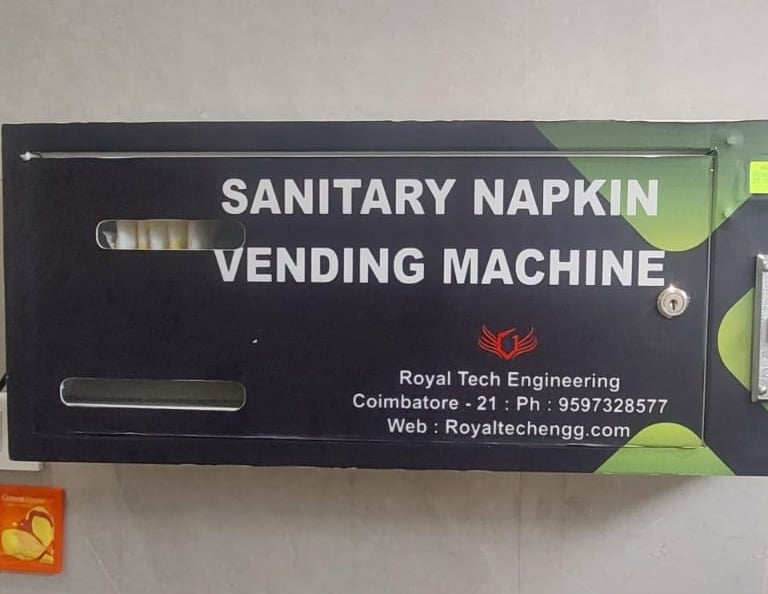 SANITARY NAPKIN
VENDING MACHINE
Royal Tech Engineering
Coimbatore - 21 : Ph : 9597328577
Web : Royaltechengg.com